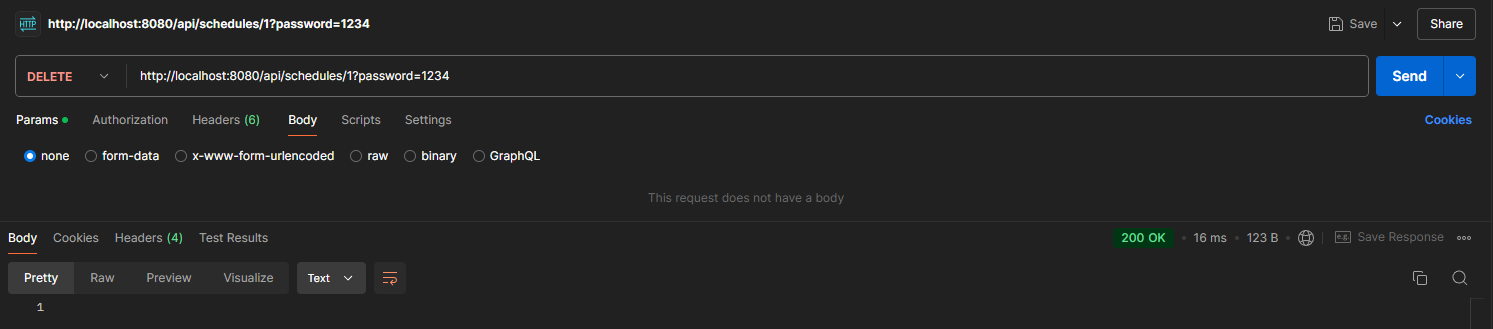 HTTP http://localhost:8080/api/schedules/1?password=1234 Save Share
DELETE http://localhost:8080/api/schedules/1?password=1234 Send
Params Authorization Headers (6) Body Scripts Settings Cookies
none form-data x-www-form-urlencoded raw binary GraphQL
This request does not have a body
Body Cookies Headers (4) Test Results 200 OK 16 ms 123 B e.g. Save Response
Pretty Raw Preview Visualize Text
1